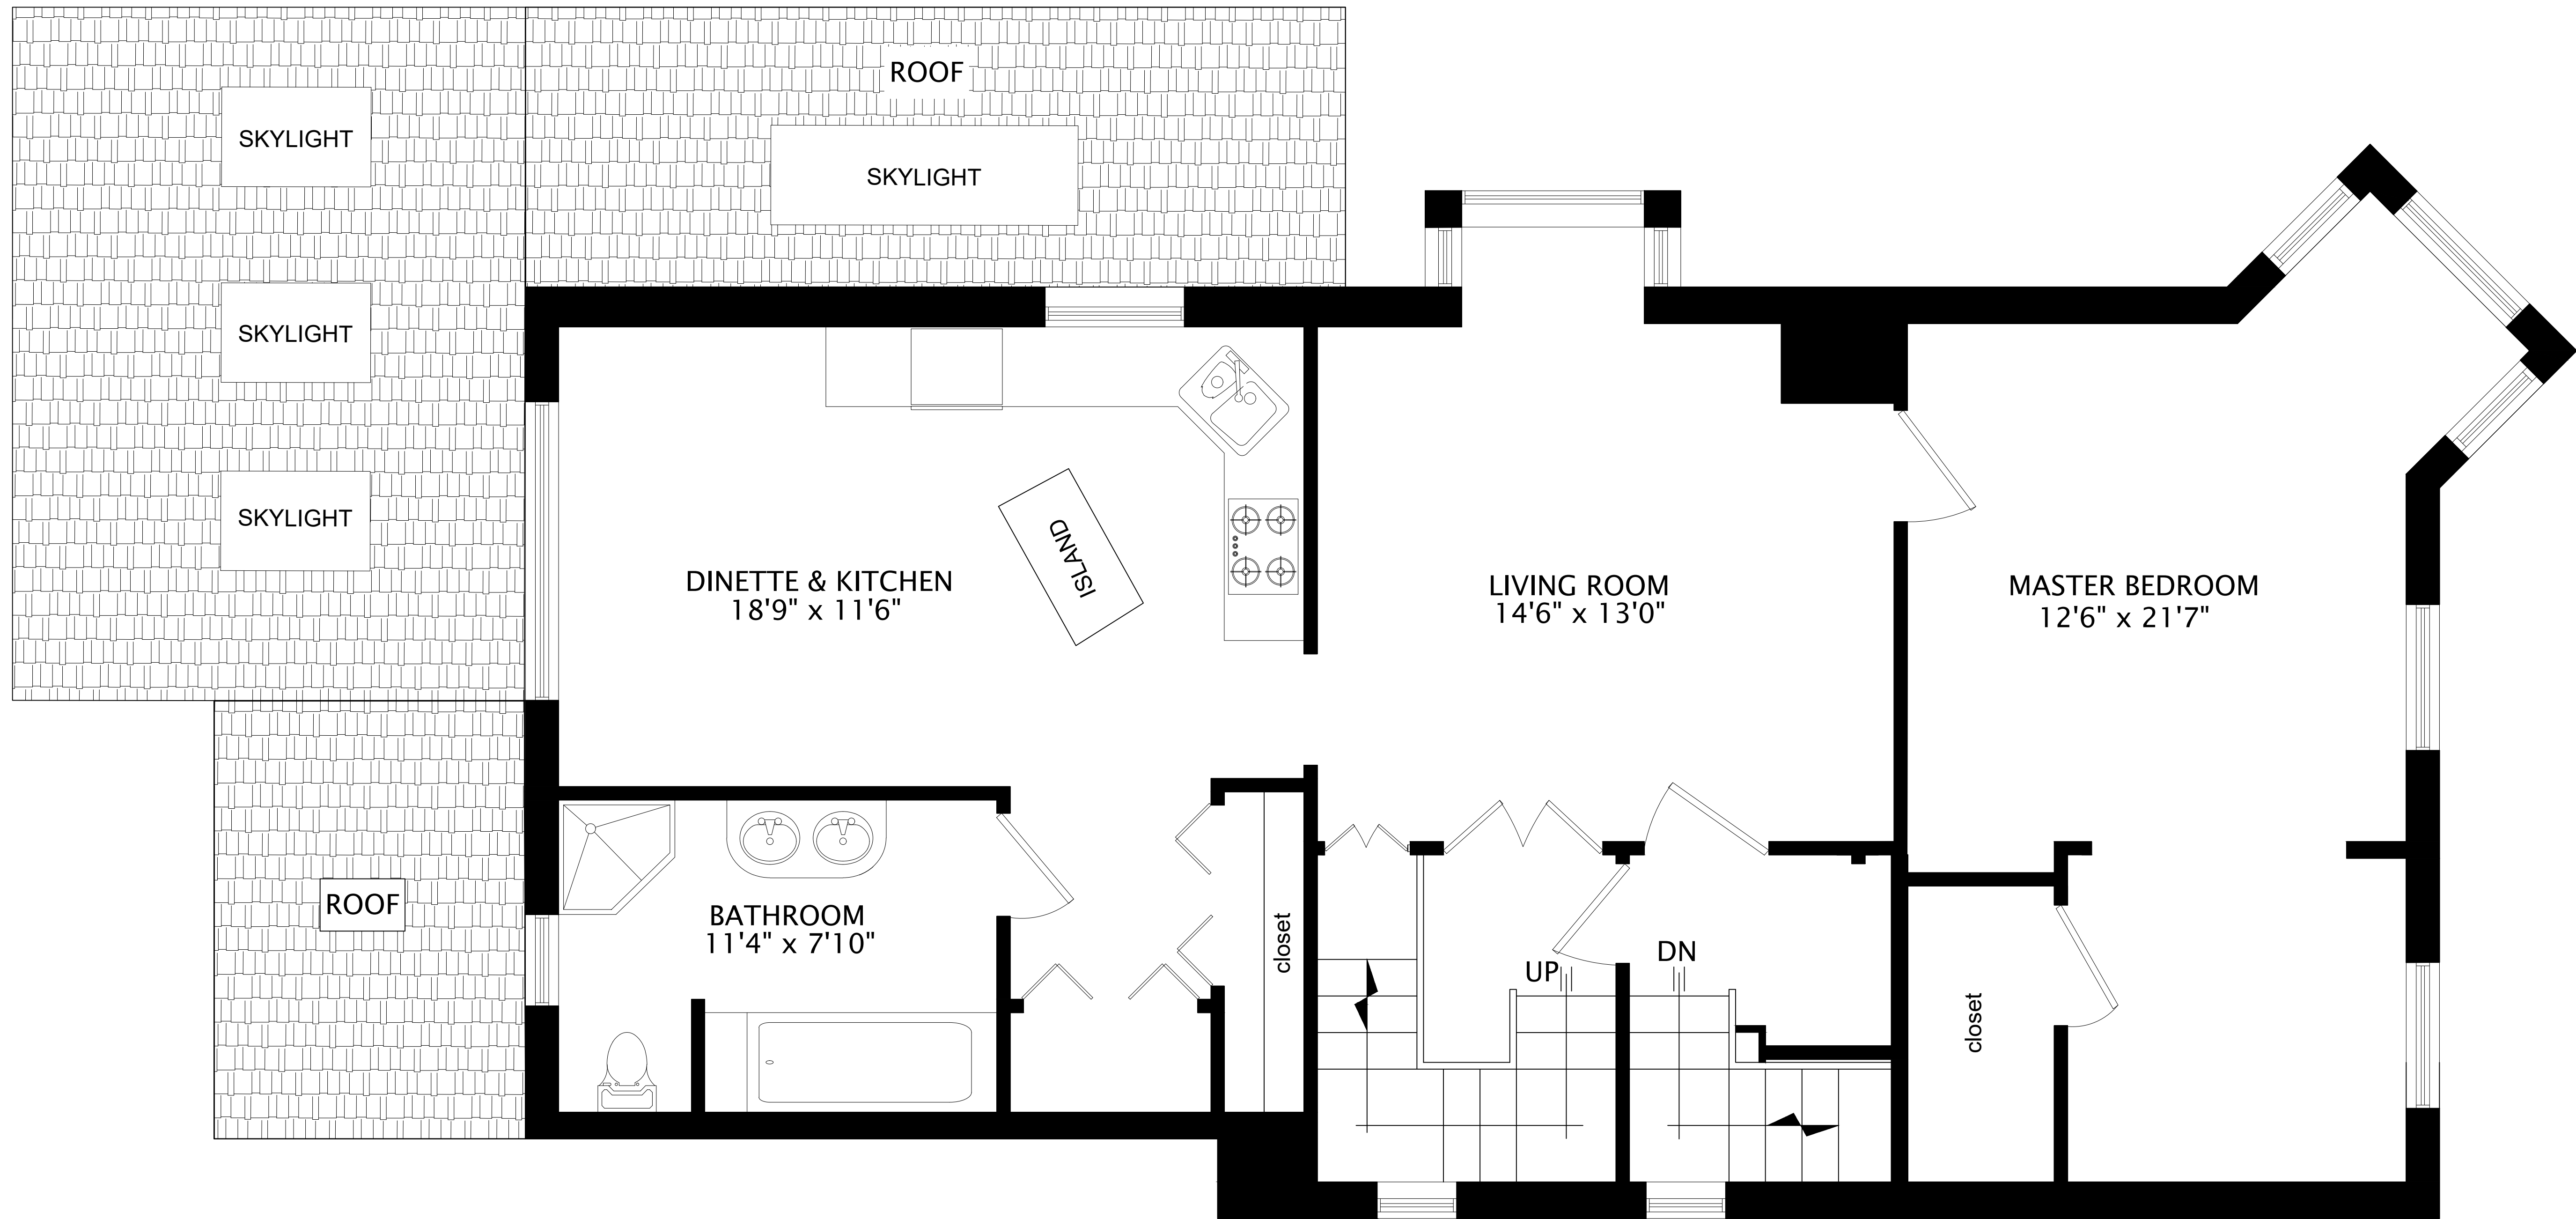 ROOF
SKYLIGHT
SKYLIGHT
SKYLIGHT
SKYLIGHT
ISLAND
DINETTE & KITCHEN
18'9" x 11'6"
LIVING ROOM
14'6" x 13'0"
MASTER BEDROOM
12'6" x 21'7"
ROOF
BATHROOM
11'4" x 7'10"
closet
UP
DN
closet